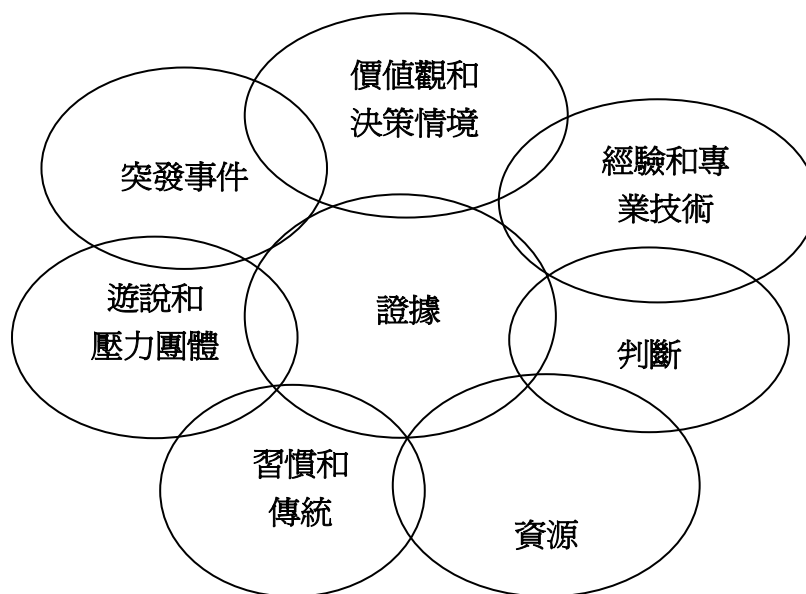 價值觀和
決策情境
突發事件
經驗和專
業技術
遊說和
壓力團體
證據
判斷
習慣和
傳統
資源